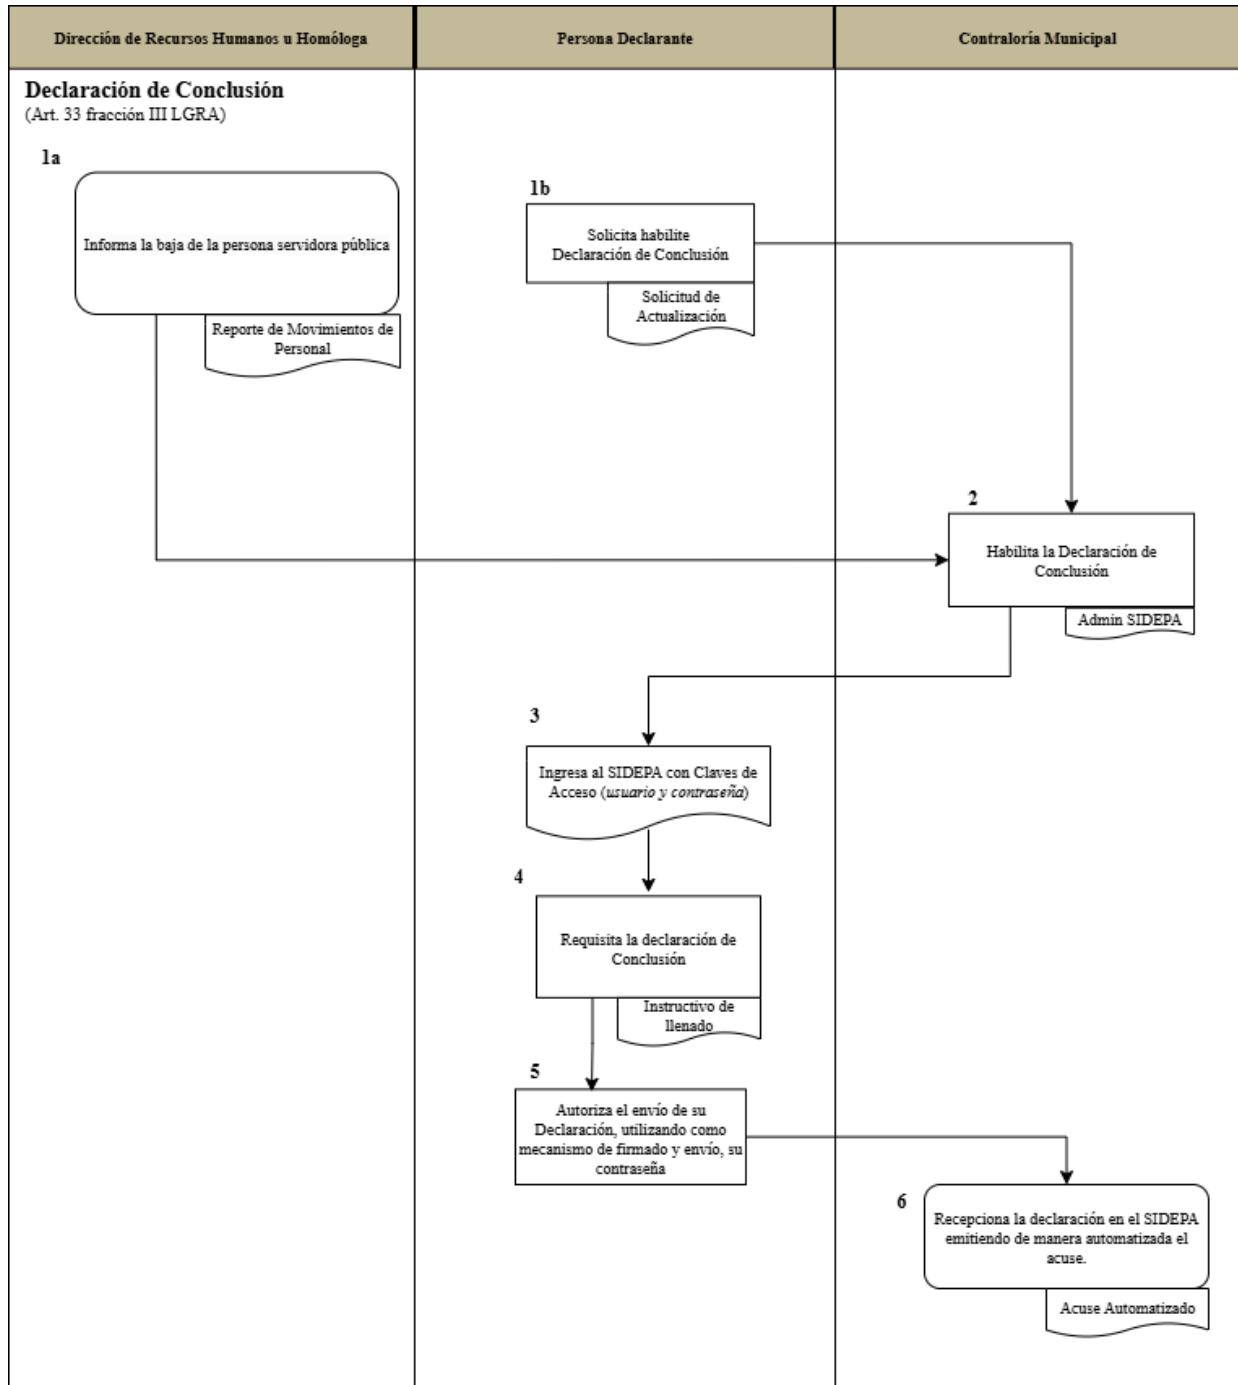 Dirección de Recursos Humanos u Homóloga
Persona Declarante
Contraloría Municipal
Declaración de Conclusión
(Art. 33 fracción III LGRA)
1a
Informa la baja de la persona servidora pública
Reporte de Movimientos de
Personal
1b
Solicita habilite
Declaración de Conclusión
Solicitud de
Actualización
2
Habilita la Declaración de
Conclusión
Admin SIDEPA
3
Ingresa al SIDEPA con Claves de
Acceso (usuario y contraseña)
4
Requisita la declaración de
Conclusión
Instructivo de
llenado
5
Autoriza el envío de su
Declaración, utilizando como
mecanismo de firmado y envío, su
contraseña
6
Recepciona la declaración en el SIDEPA
emitiendo de manera automatizada el
acuse.
Acuse Automatizado